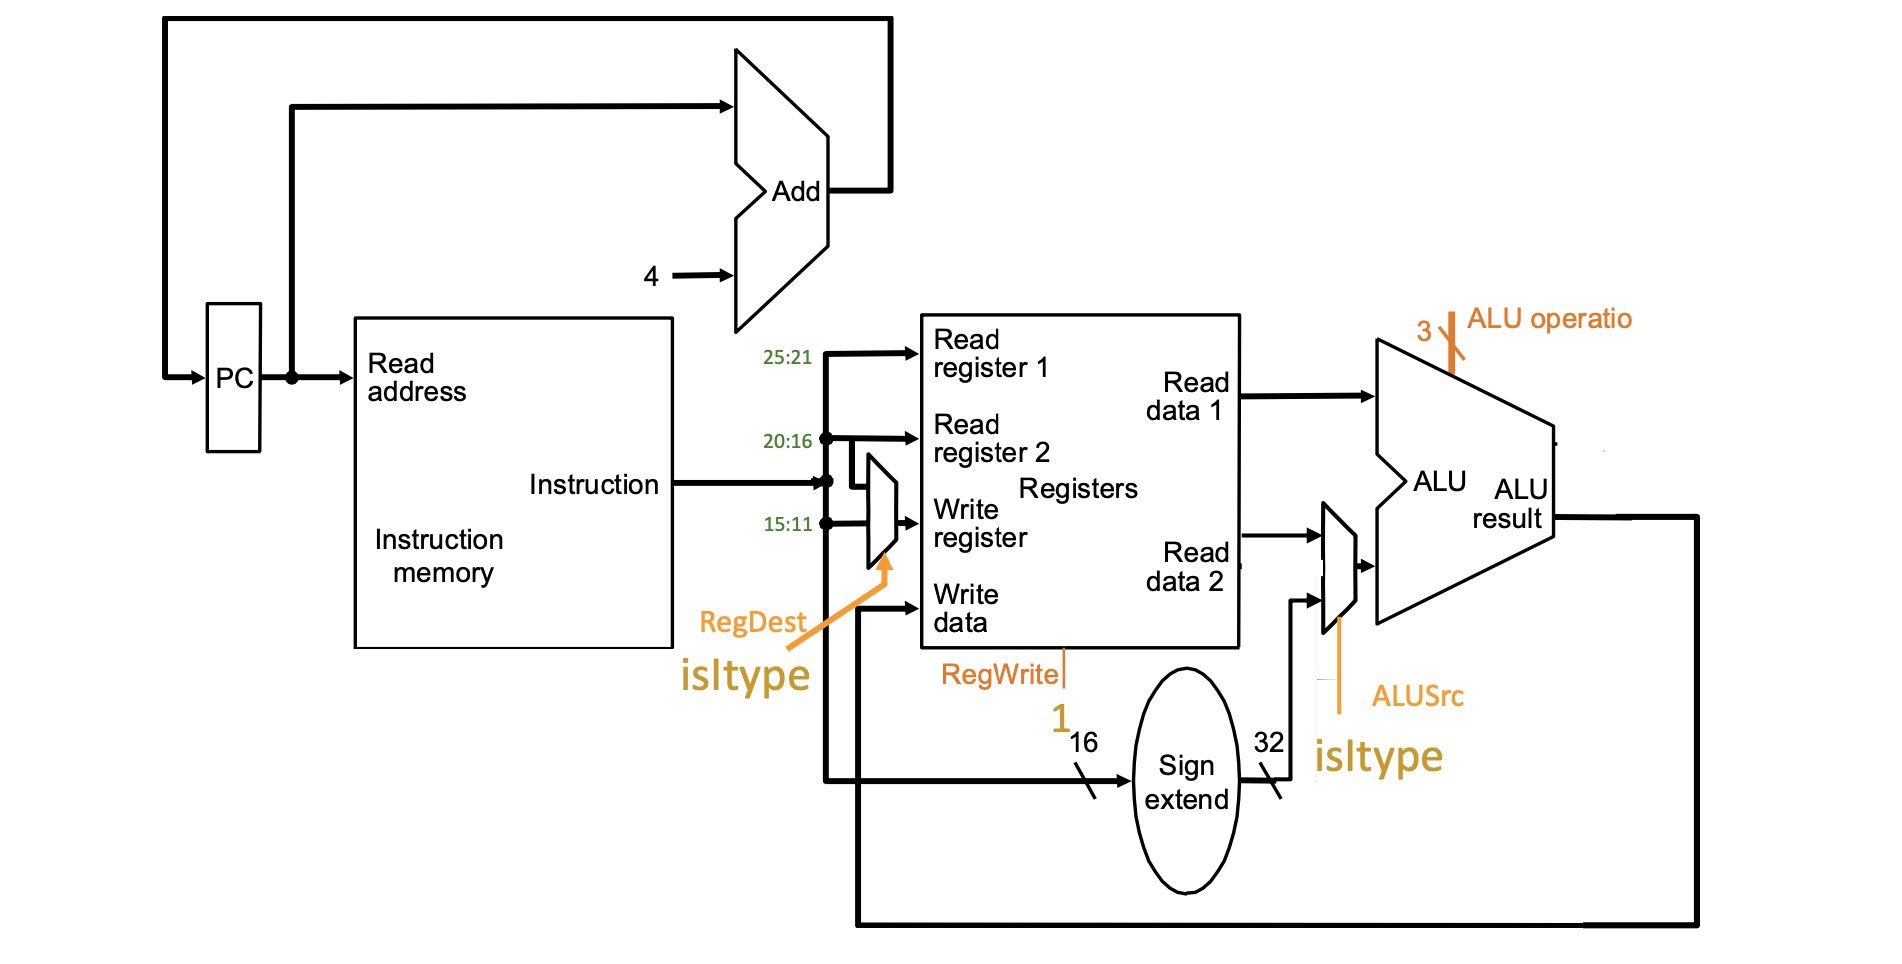 Add
4
PC
Read
address
Instruction
Instruction
memory
25:21
20:16
15:11
RegDest
isItype
Read
register 1
Read
register 2
Registers
Write
register
Write
data
Read
data 1
Read
data 2
RegWrite
1
16
Sign
extend
32
ALUSrc
isItype
3
ALU operatio
ALU
ALU
result